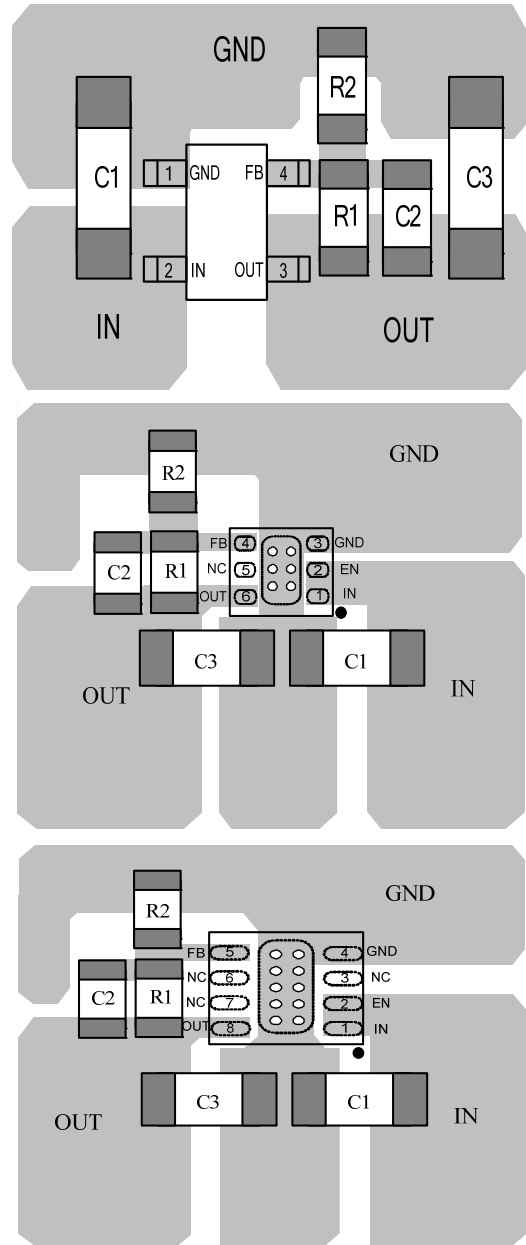 GND
R2
C1
1 GND FB 4
R1 C2
C3
2 IN OUT 3
IN OUT
GND
R2
FB 4 3 GND
C2 R1
NC 5 2 EN
OUT 6 1 IN
C3 C1
OUT IN
GND
R2
FB 5 4 GND
NC 6 3 NC
C2 R1
NC 7 2 EN
OUT 8 1 IN
C3 C1
OUT IN